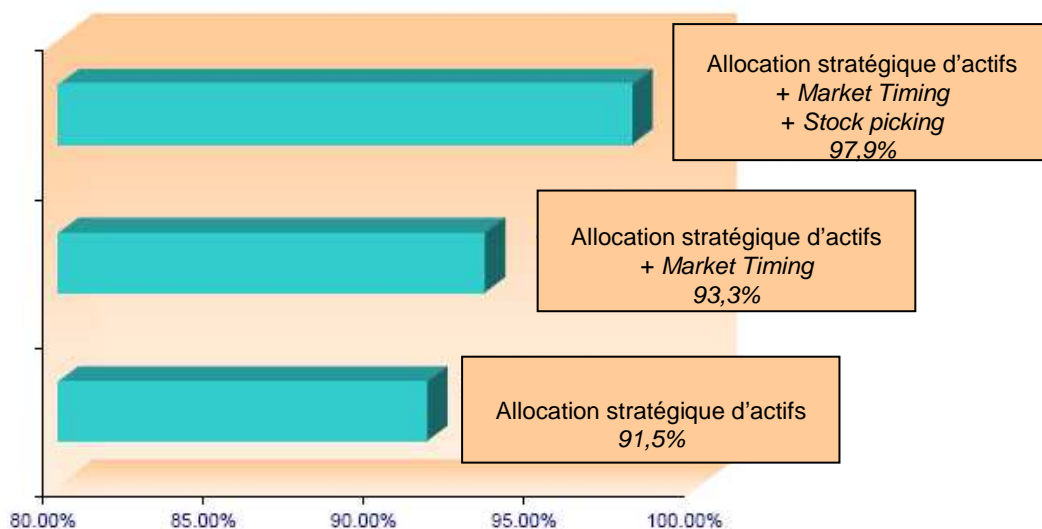 Allocation stratégique d'actifs
+ Market Timing
+ Stock picking
97,9%
Allocation stratégique d'actifs
+ Market Timing
93,3%
Allocation stratégique d'actifs
91,5%
80.00% 85.00% 90.00% 95.00% 100.00%